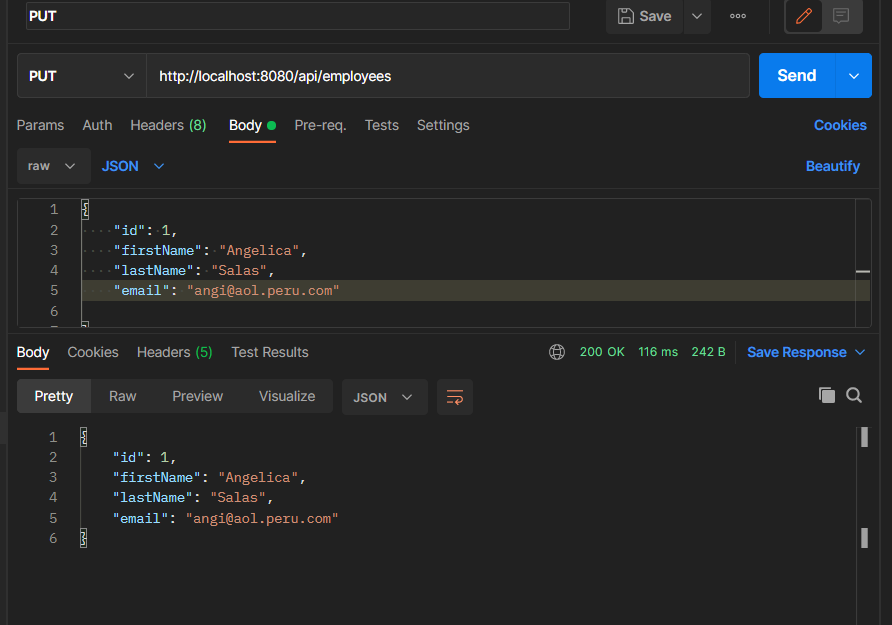 PUT
Save
PUT http://localhost:8080/api/employees Send
Params Auth Headers (8) Body Pre-req. Tests Settings Cookies
raw JSON Beautify
1 {
2 "id": 1,
3 "firstName": "Angelica",
4 "lastName": "Salas",
5 "email": "angi@aol.peru.com"
6
7 }
Body Cookies Headers (5) Test Results 200 OK 116 ms 242 B Save Response
Pretty Raw Preview Visualize JSON
1 {
2 "id": 1,
3 "firstName": "Angelica",
4 "lastName": "Salas",
5 "email": "angi@aol.peru.com"
6 }